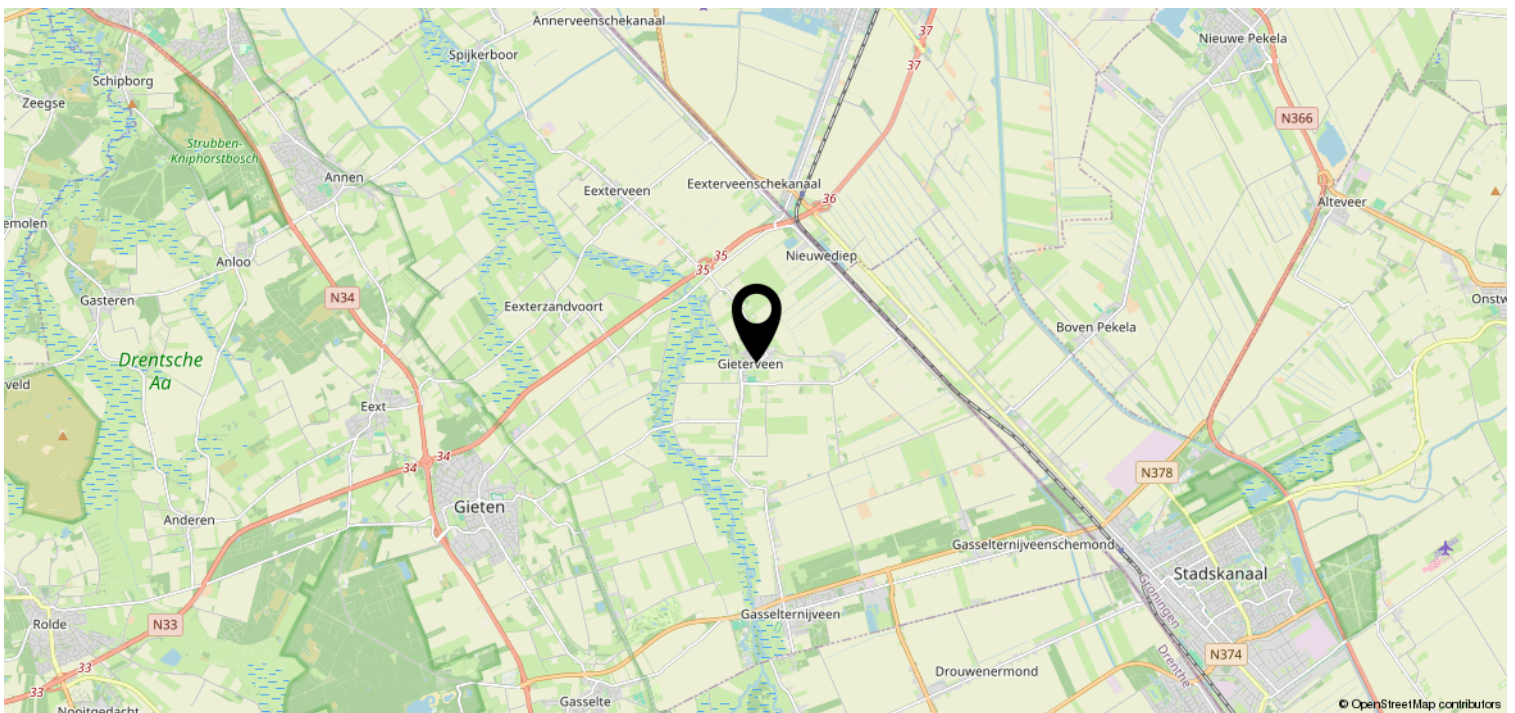 Annerveenschekanaal
37
Nieuwe Pekela
Spijkerboor
37
Schipborg
Zeegse
N366
Strubben-
Kniphorstbosch
Annen
Eexterveen
Eexterveenschekanaal
36
Alteveer
emolen
Anloo
35
35
Nieuwediep
Gasteren
N34
Eexterzandvoort
Onstw
Boven Pekela
Drentsche
Aa
Gieterveen
rveld
Eext
34
34
N378
Gieten
Anderen
Gasselternijveenschemond
Stadskanaal
Groningen
Rolde
N33
Gasselternijveen
N374
Drenthe
33
33
Drouwenermond
Gasselte
Nooitgedacht
© OpenStreetMap contributors